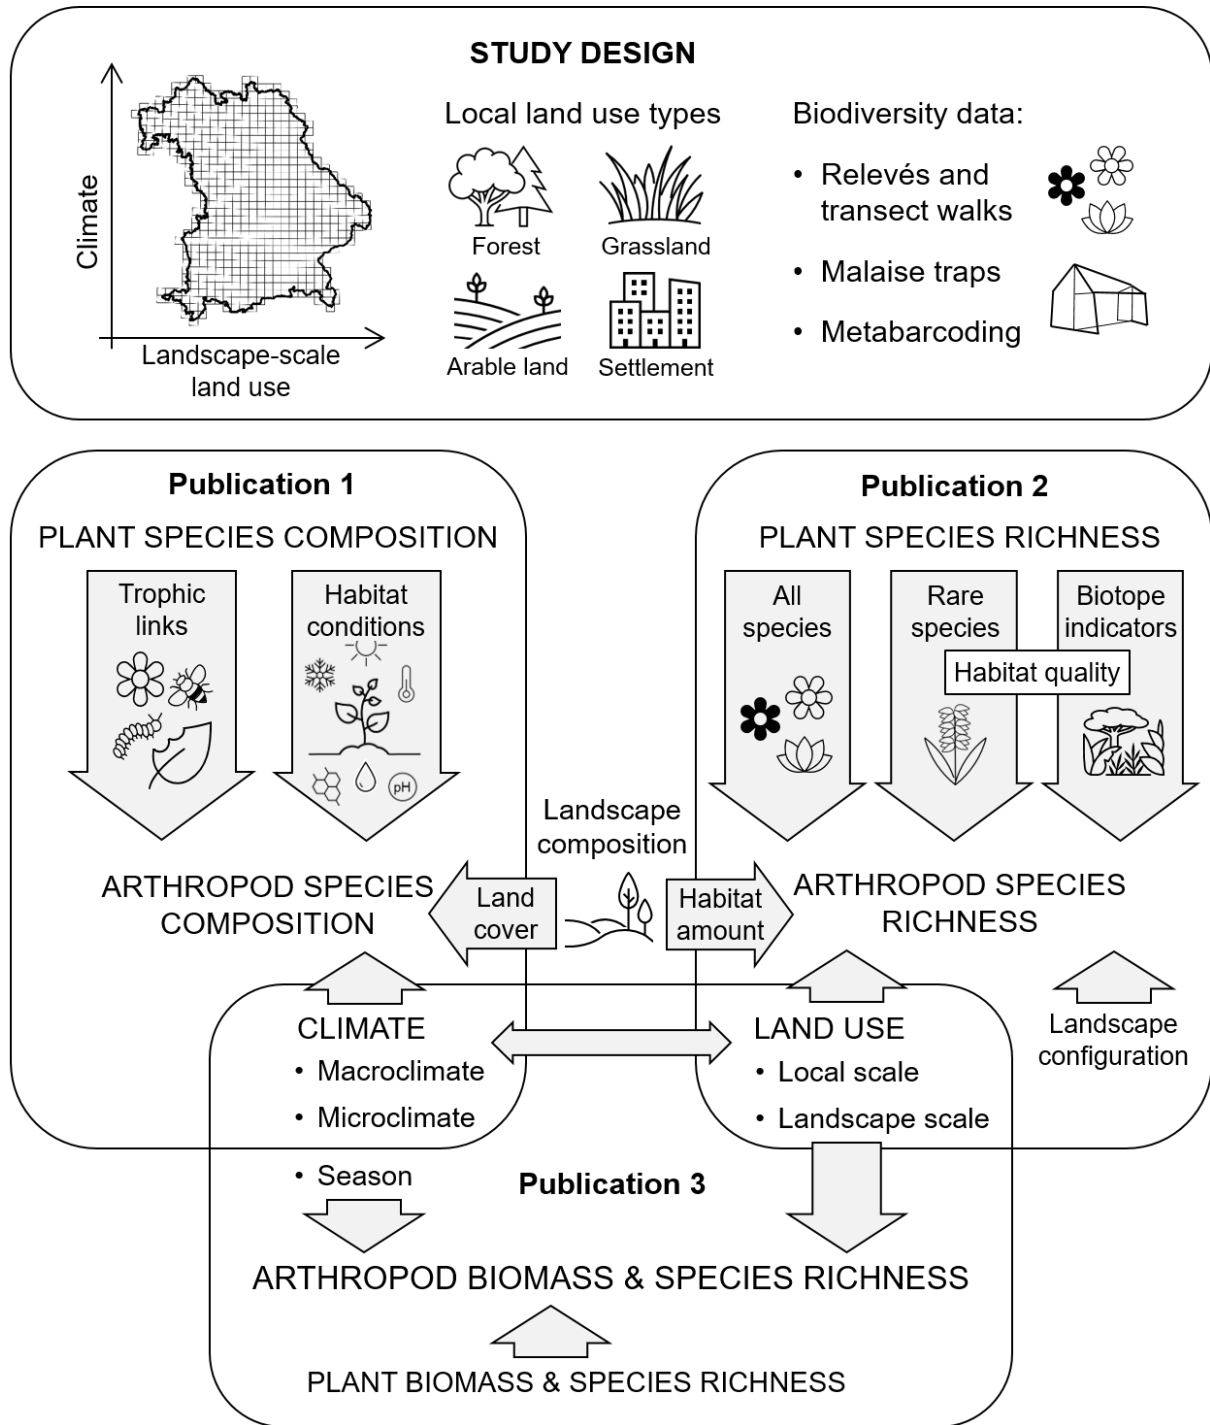 STUDY DESIGN
Climate
Landscape-scale
land use
Local land use types
Forest
Grassland
Arable land
Settlement
Biodiversity data:
• Relevés and
transect walks
• Malaise traps
• Metabarcoding
Publication 1
PLANT SPECIES COMPOSITION
Trophic
links
Habitat
conditions
pH
ARTHROPOD SPECIES
COMPOSITION
Land
cover
Landscape
composition
Habitat
amount
Publication 2
PLANT SPECIES RICHNESS
All
species
Rare
species
Biotope
indicators
Habitat quality
ARTHROPOD SPECIES
RICHNESS
Landscape
configuration
CLIMATE
• Macroclimate
• Microclimate
• Season
LAND USE
• Local scale
• Landscape scale
Publication 3
ARTHROPOD BIOMASS & SPECIES RICHNESS
PLANT BIOMASS & SPECIES RICHNESS